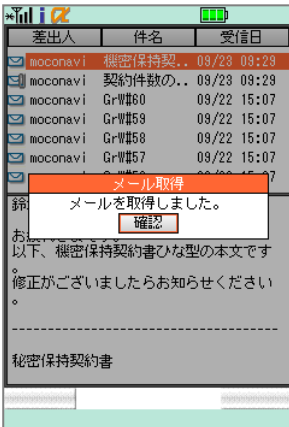 差出人 件名 受信日
moconavi 機密保持契.. 09/23 09:29
moconavi 契約件数の.. 09/23 09:29
moconavi GrW#60 09/22 15:07
moconavi GrW#59 09/22 15:07
moconavi GrW#58 09/22 15:07
moconavi GrW#57 09/22 15:07
メール取得
メールを取得しました。
確認
以下、機密保持契約書ひな型の本文です
。
修正がございましたらお知らせください
。
--------------------------------------
秘密保持契約書